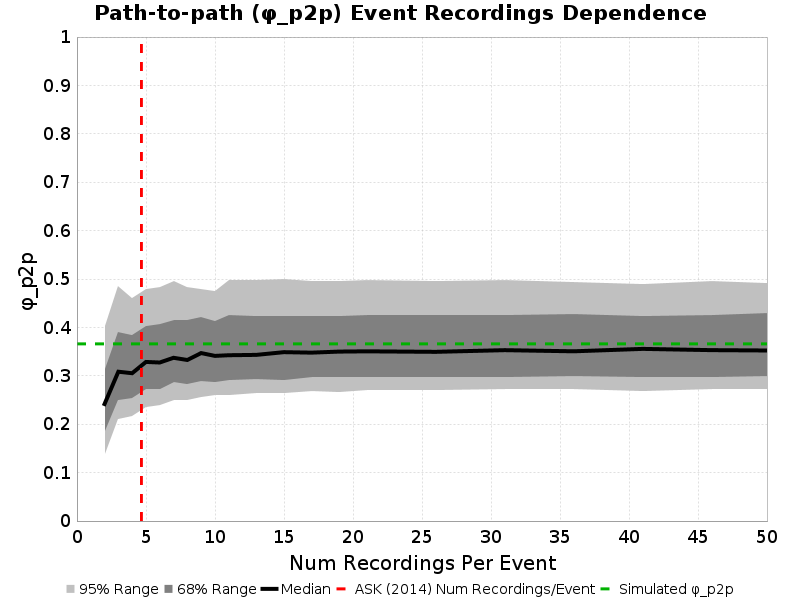 Path-to-path (φ_p2p) Event Recordings Dependence
1
0.9
0.8
0.7
0.6
0.5
0.4
0.3
0.2
0.1
0
φ_p2p
0 5 10 15 20 25 30 35 40 45 50
Num Recordings Per Event
95% Range 68% Range Median ASK (2014) Num Recordings/Event Simulated φ_p2p